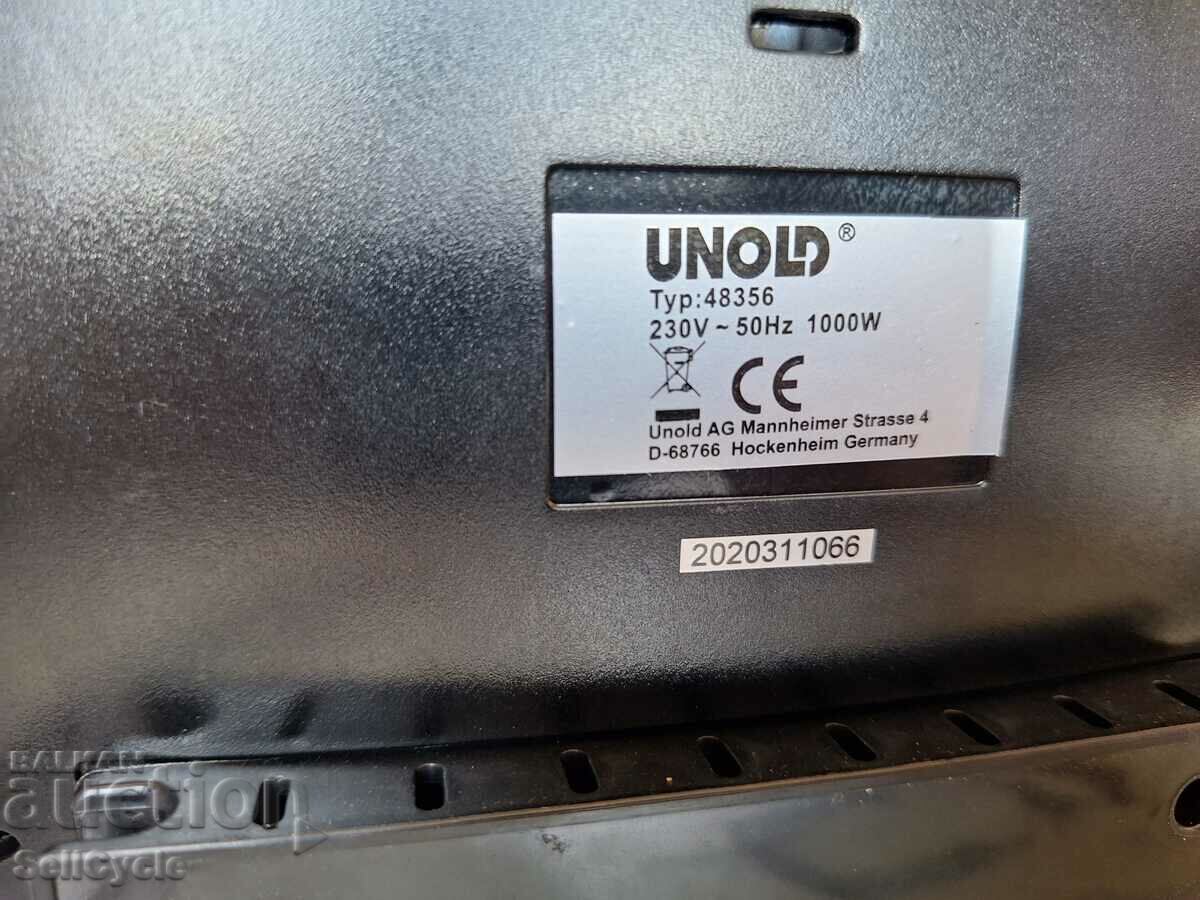 UNOLD®
Typ:48356
230V ~ 50Hz 1000W
CE
Unold AG Mannheimer Strasse 4
D-68766 Hockenheim Germany
2020311066
BALKAN
auction
SellCycle